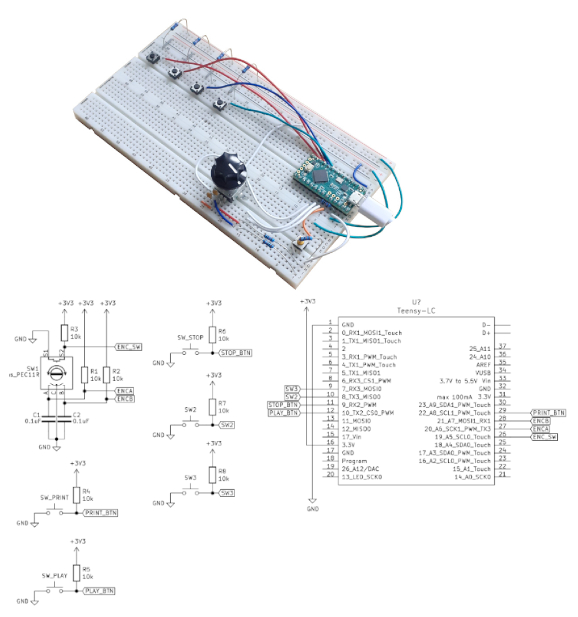 +3V3 +3V3 +3V3
R3
10k
GND
ENC_SW
S1 S2
SW1
R1
10k
R2
10k
A C B
ENCA
ENCB
C1
0.1uF
C2
0.1uF
GND
+3V3
R4
10k
SW_PRINT
GND
PRINT_BTN
+3V3
R5
10k
SW_PLAY
GND
PLAY_BTN
+3V3
R6
10k
SW_STOP
GND
STOP_BTN
+3V3
R7
10k
SW2
GND
SW2
+3V3
R8
10k
SW3
GND
SW3
+3V3
U?
Teensy-LC
1 GND
2 0_RX1_MOSI1_Touch
3 1_TX1_MISO1_Touch
4 2
5 3_RX1_PWM_Touch
6 4_TX1_PWM_Touch
7 5_TX1_MISO1
8 6_RX3_CS1_PWM
SW3 9 7_RX3_MOSI0
SW2 10 8_TX3_MISO0
STOP_BTN 11 9_RX2_PWM
PLAY_BTN 12 10_TX2_CS0_PWM
13 11_MOSI0
14 12_MISO0
15 17_Vin
16 3.3V
17 GND
18 Program
19 26_A12/DAC
20 13_LED_SCK0
D-
D+
25_A11 37
24_A10 36
AREF 35
VUSB 34
3.7V to 5.6V Vin 33
GND 32
max 100mA 3.3V 31
23_A9_SDA1_PWM_Touch 30
22_A8_SCL1_PWM_Touch 29 PRINT_BTN
21_A7_MOSI1_RX1 28 ENCB
20_A6_SCK1_PWM_TX3 27 ENCA
19_A5_SCL0_Touch 26 ENC_SW
18_A4_SDA0_Touch 25
17_A3_SDA0_PWM_Touch 24
16_A2_SCL0_PWM_Touch 23
15_A1_Touch 22
14_A0_SCK0 21
GND